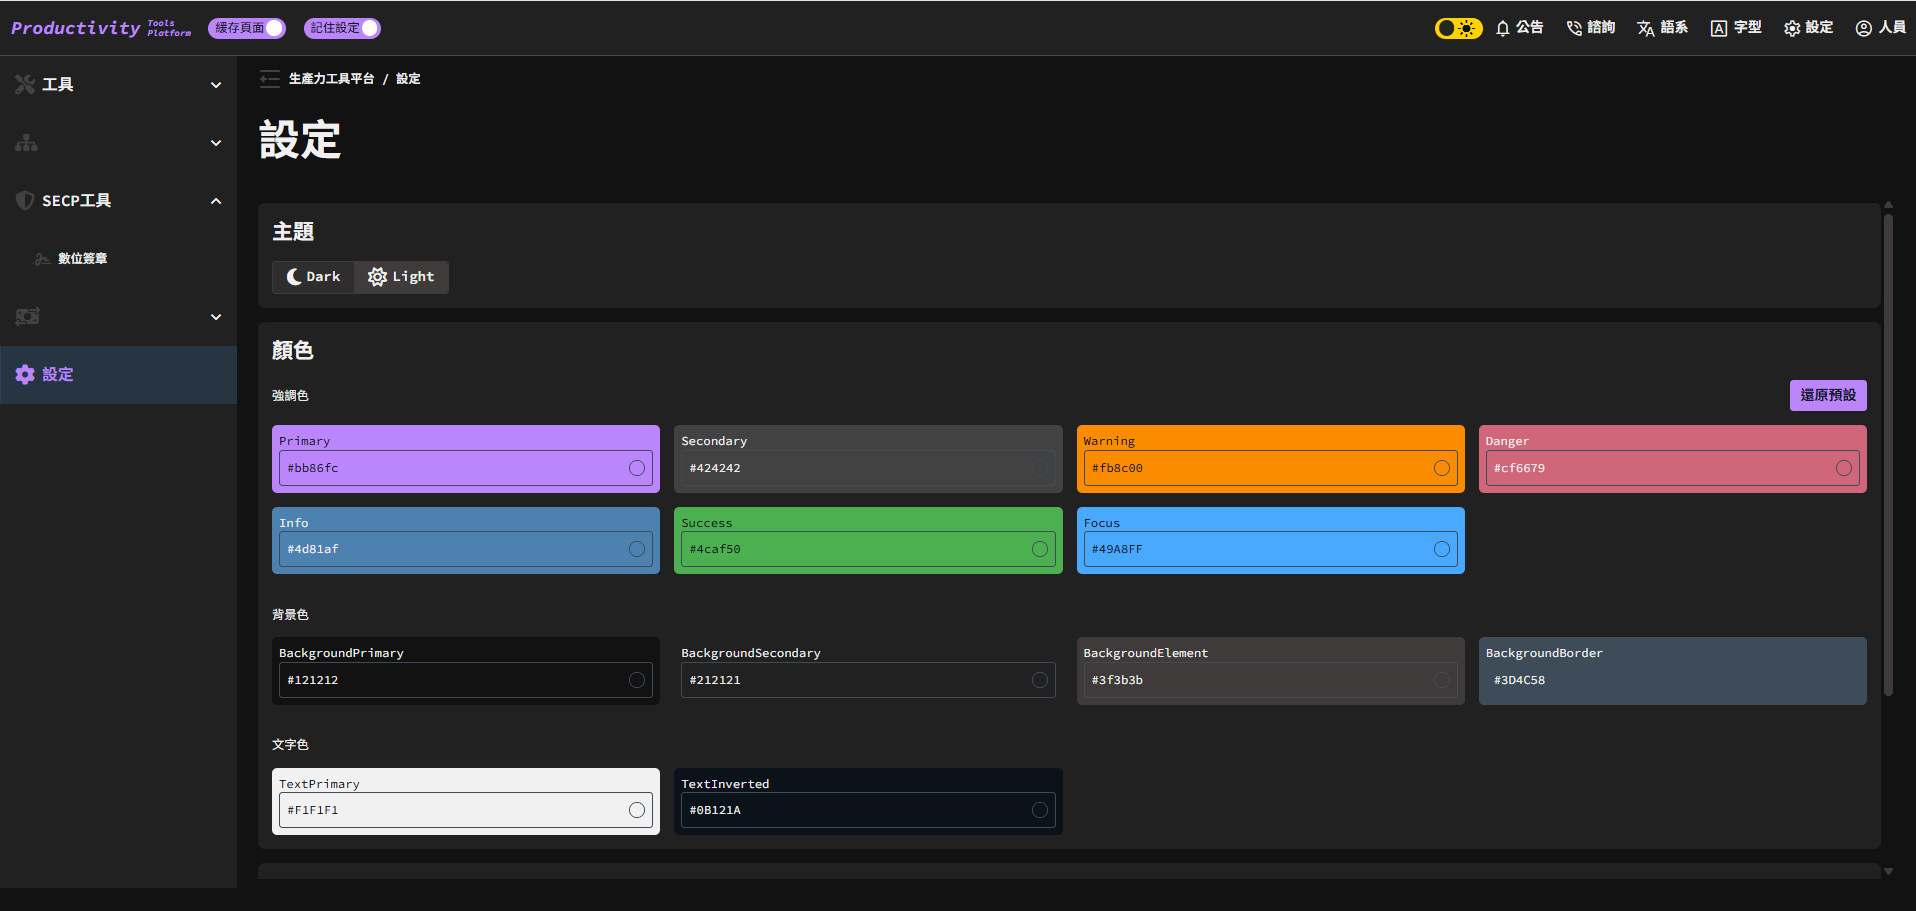 Productivity Tools Platform 緩存頁面 記住設定 公告 諮詢 語系 字型 設定 人員
工具
SECP工具
數位簽章
設定
生產力工具平台 / 設定
設定
主題
Dark Light
顏色
強調色 還原預設
Primary Secondary Warning Danger
#bb86fc #424242 #fb8c00 #cf6679
Info Success Focus
#4d81af #4caf50 #49A8FF
背景色
BackgroundPrimary BackgroundSecondary BackgroundElement BackgroundBorder
#121212 #212121 #3f3b3b #3D4C58
文字色
TextPrimary TextInverted
#F1F1F1 #0B121A